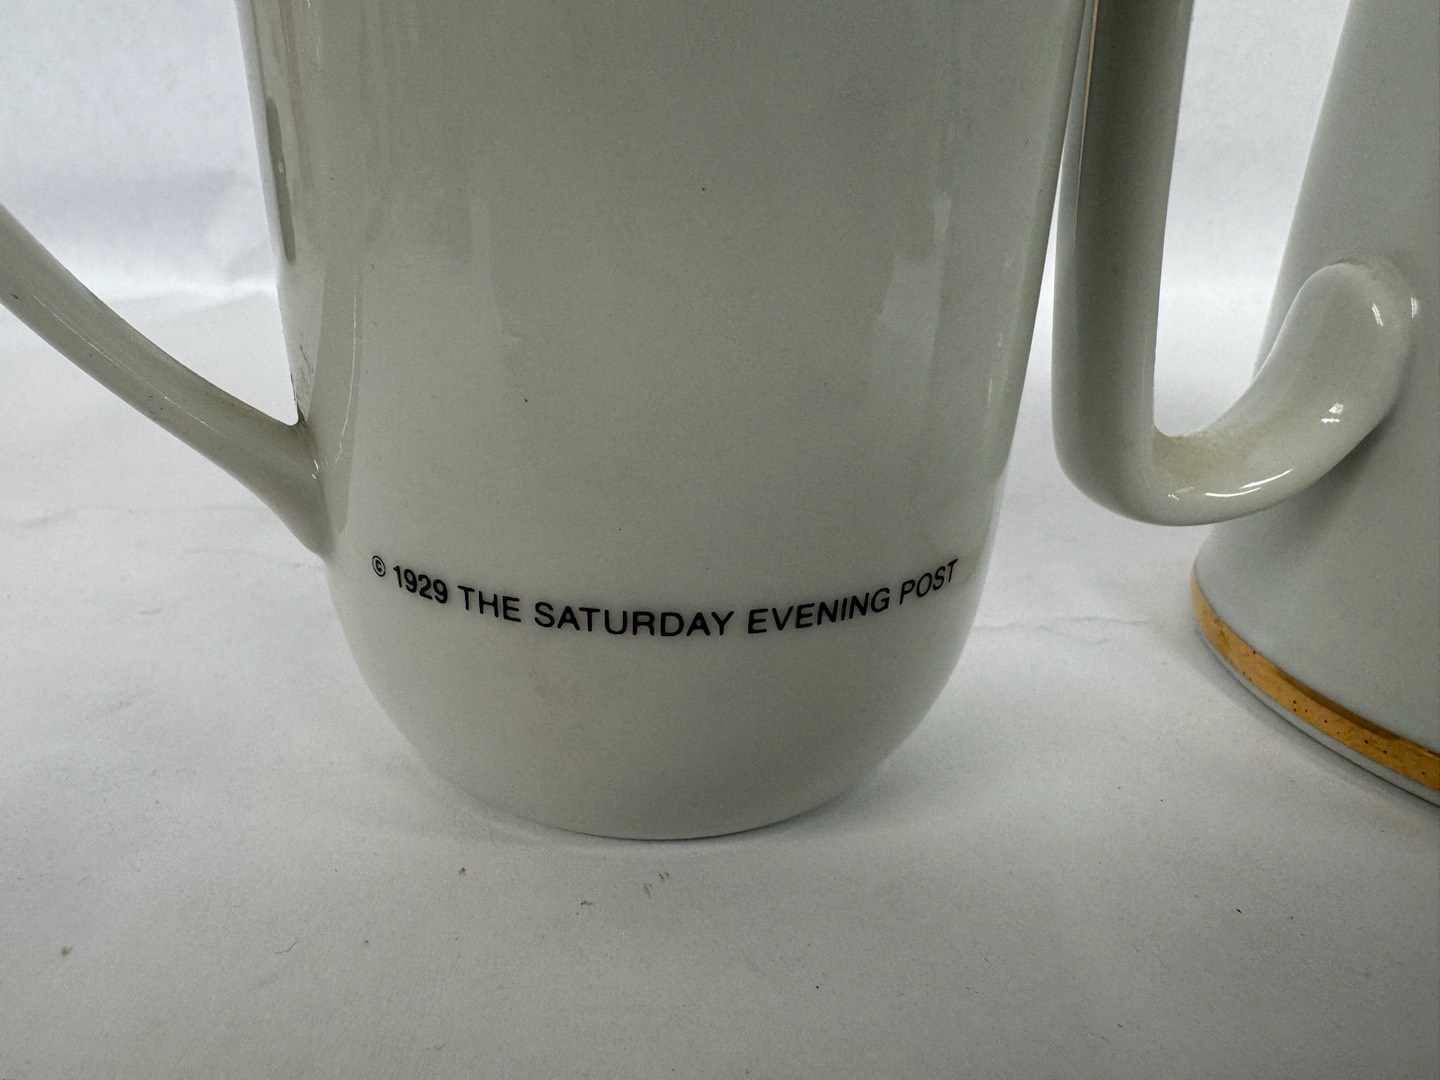 © 1929 THE SATURDAY EVENING POST